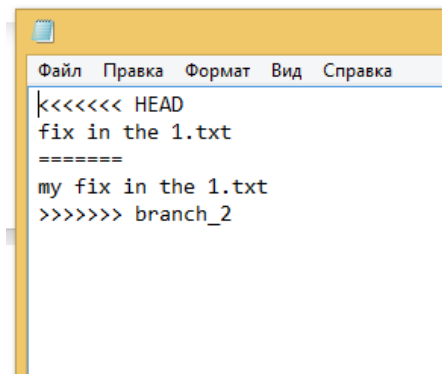 Файл Правка Формат Вид Справка
<<<<<<< HEAD
fix in the 1.txt
=======
my fix in the 1.txt
>>>>>>> branch_2